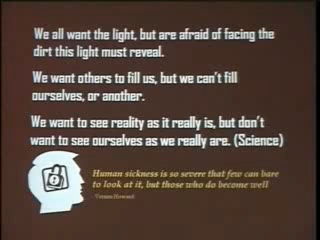 We all want the light, but are afraid of facing the
dirt this light must reveal.
We want others to fill us, but we can't fill
ourselves, or another.
We want to see reality as it really is, but don't
want to see ourselves as we really are. (Science)
Human sickness is so severe that few can bare
to look at it, but those who do become well
- Vernon Howard